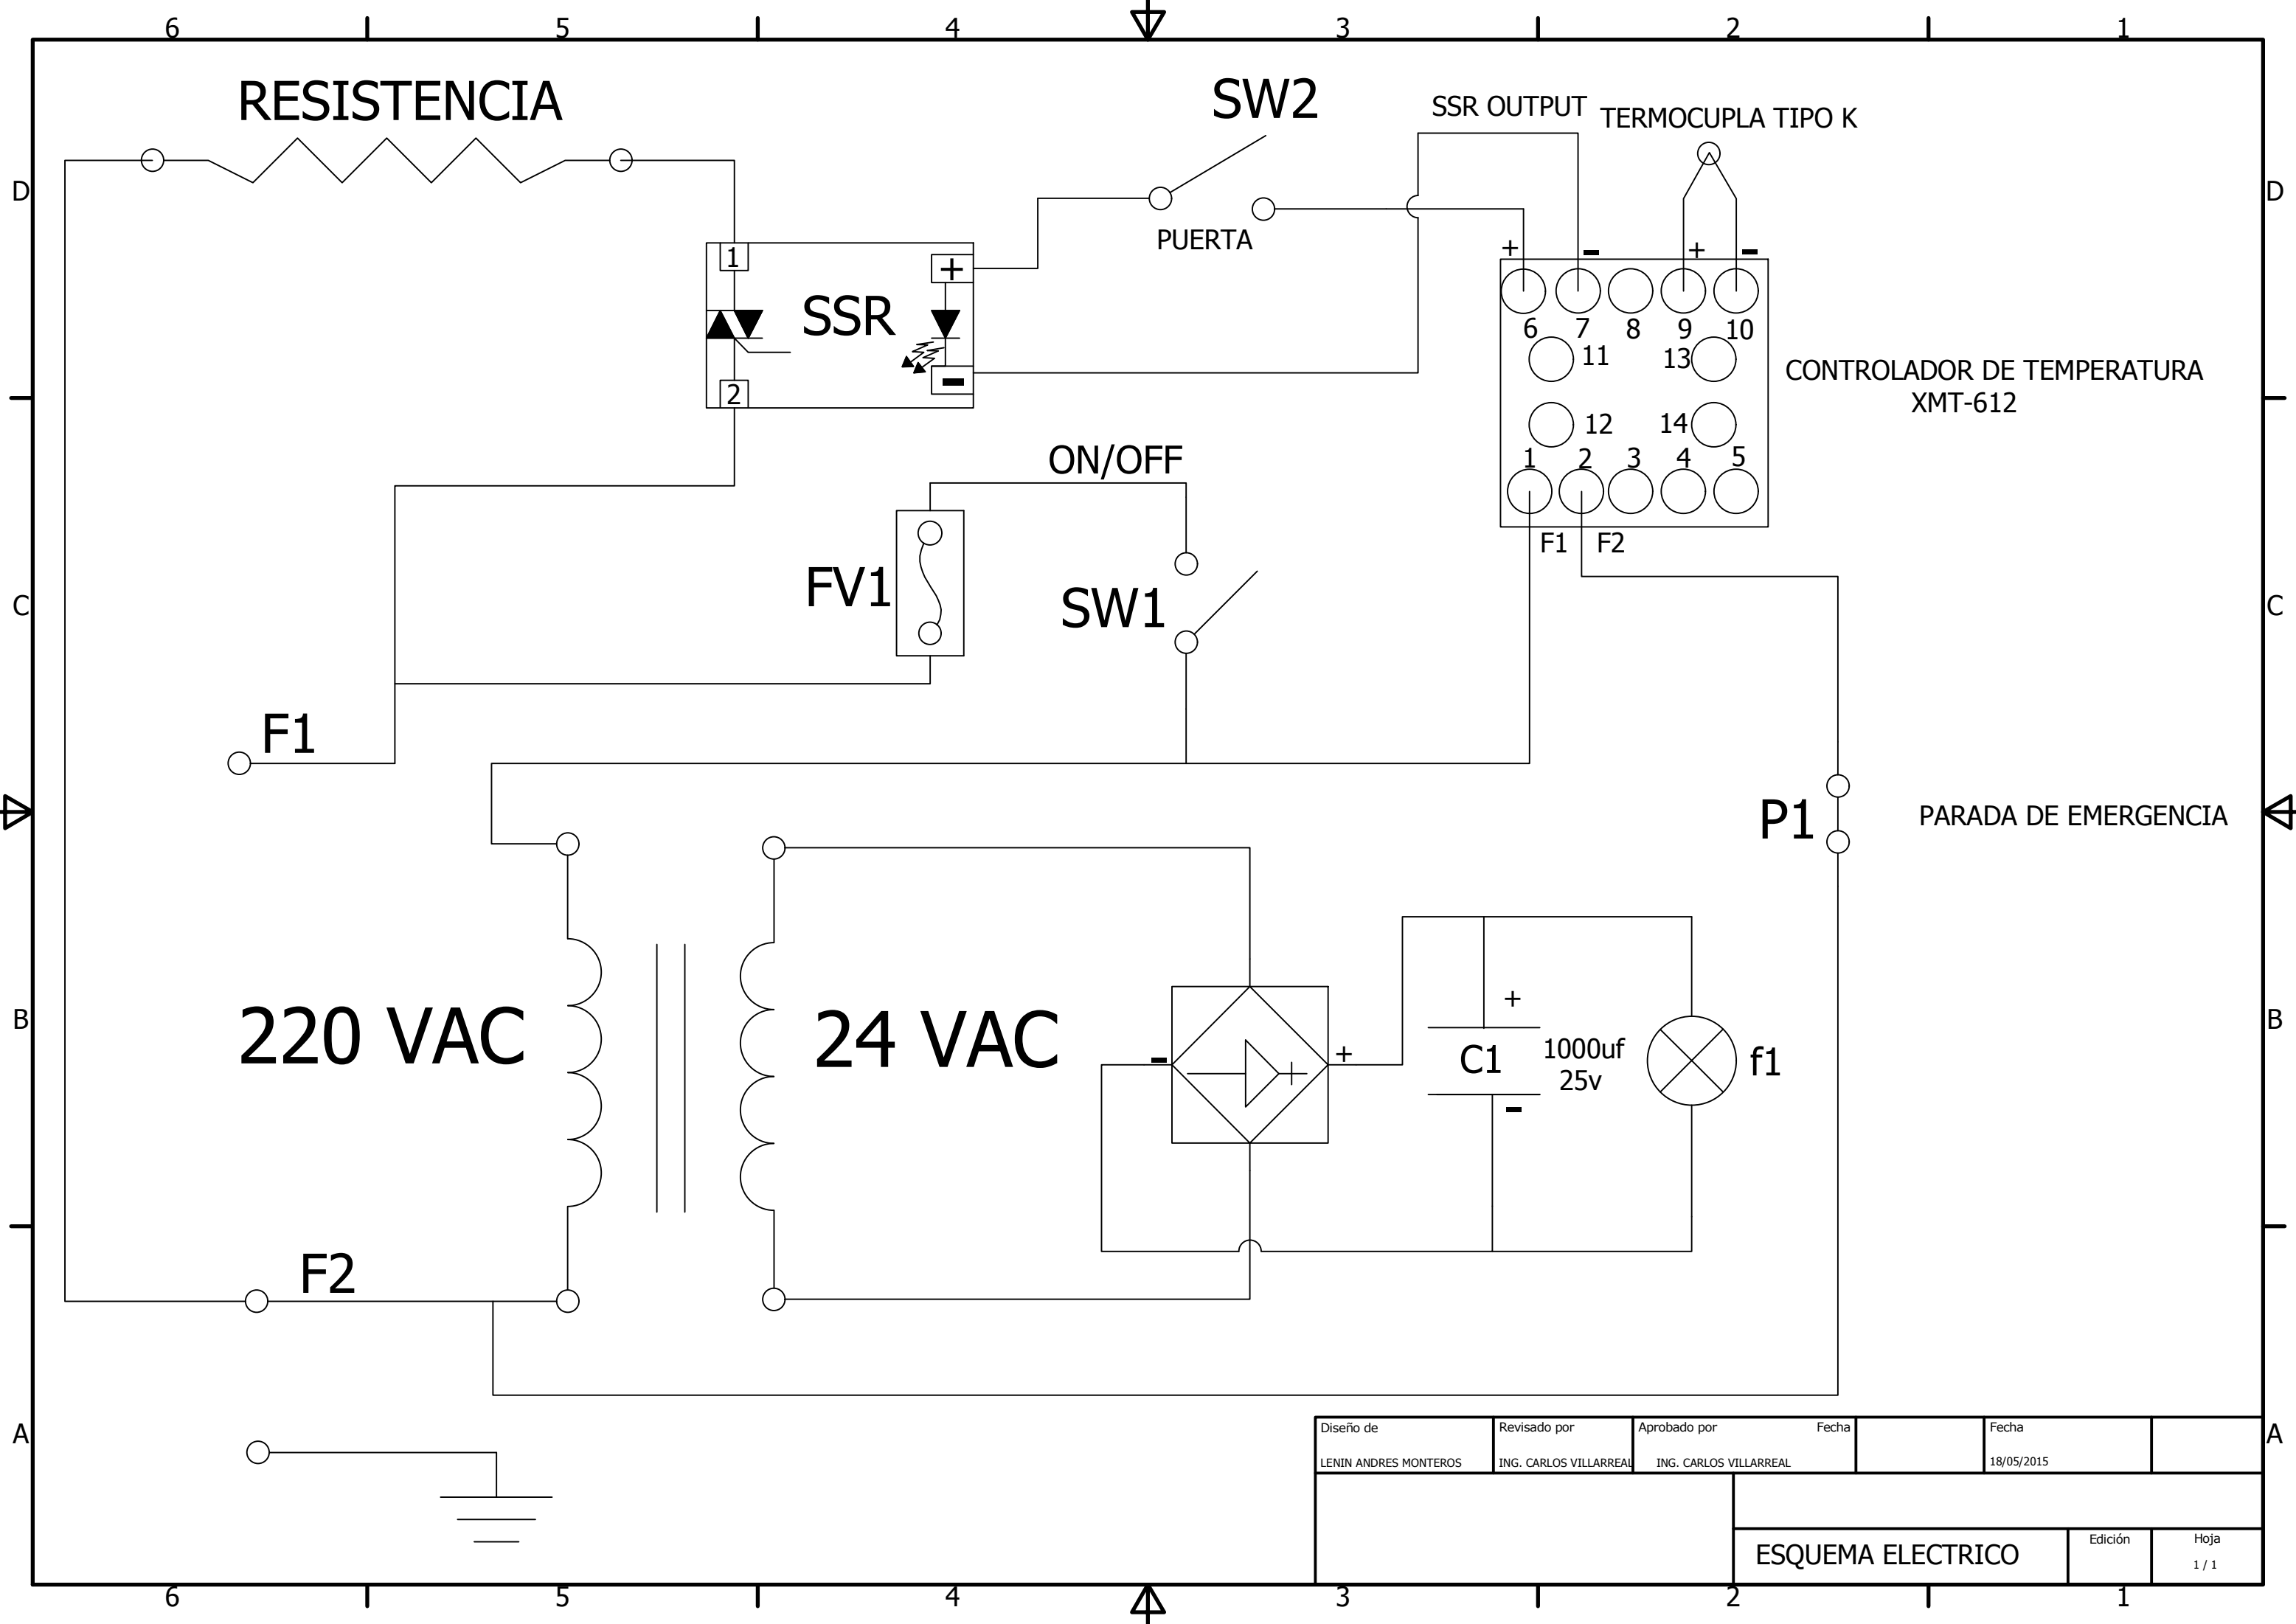 6 5 4 3 2 1
RESISTENCIA
SW2
SSR OUTPUT
TERMOCUPLA TIPO K
D D
PUERTA
+ - + -
1
+
SSR
2
-
6 7 8 9 10
11 13
12 14
1 2 3 4 5
CONTROLADOR DE TEMPERATURA
XMT-612
ON/OFF
F1 F2
FV1
SW1
C C
F1
P1
PARADA DE EMERGENCIA
B B
220 VAC
24 VAC
- +
+
C1
1000uf
25v
-
f1
F2
A A
Diseño de
LENIN ANDRES MONTEROS
Revisado por
ING. CARLOS VILLARREAL
Aprobado por
ING. CARLOS VILLARREAL
Fecha
Fecha
18/05/2015
ESQUEMA ELECTRICO
Edición
Hoja
1 / 1
6 5 4 3 2 1